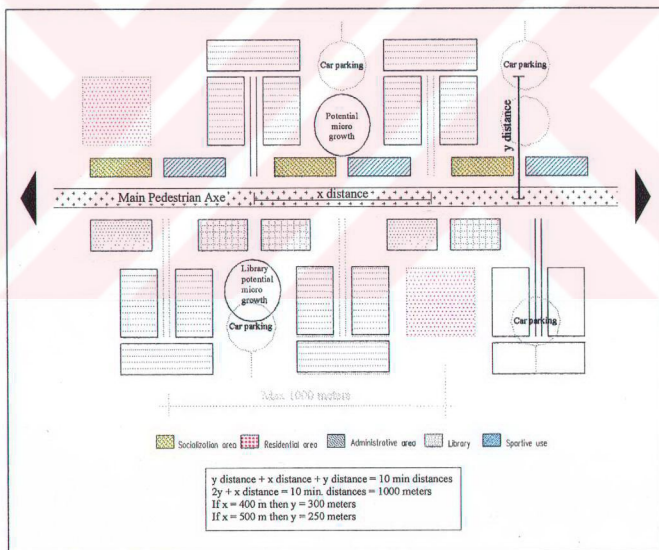 Car parking
Car parking
Potential
micro
growth
y distance
Main Pedestrian Axe
x distance
Library
potential
micro
growth
Car parking
Car parking
Max. 1000 meters
Socialization area
Residential area
Administrative area
Library
Sportive use
y distance + x distance + y distance = 10 min distances
2y + x distance = 10 min. distances = 1000 meters
If x = 400 m then y = 300 meters
If x = 500 m then y = 250 meters